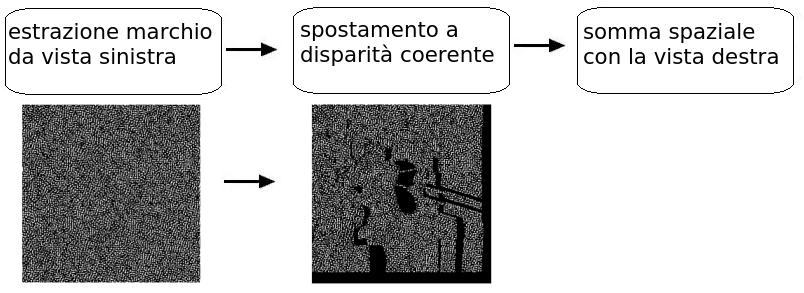 estrazione marchio
da vista sinistra
spostamento a
disparità coerente
somma spaziale
con la vista destra